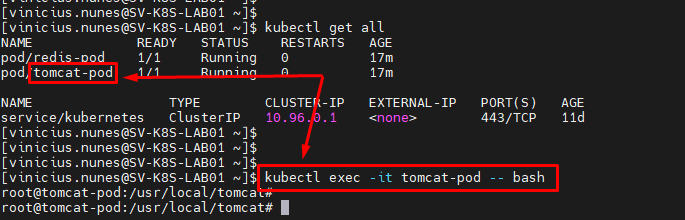 [vinicius.nunes@SV-K8S-LAB01 ~]$
[vinicius.nunes@SV-K8S-LAB01 ~]$
[vinicius.nunes@SV-K8S-LAB01 ~]$ kubectl get all
NAME READY STATUS RESTARTS AGE
pod/redis-pod 1/1 Running 0 17m
pod/tomcat-pod 1/1 Running 0 17m
NAME TYPE CLUSTER-IP EXTERNAL-IP PORT(S) AGE
service/kubernetes ClusterIP 10.96.0.1 <none> 443/TCP 11d
[vinicius.nunes@SV-K8S-LAB01 ~]$
[vinicius.nunes@SV-K8S-LAB01 ~]$
[vinicius.nunes@SV-K8S-LAB01 ~]$ kubectl exec -it tomcat-pod -- bash
root@tomcat-pod:/usr/local/tomcat#
root@tomcat-pod:/usr/local/tomcat#